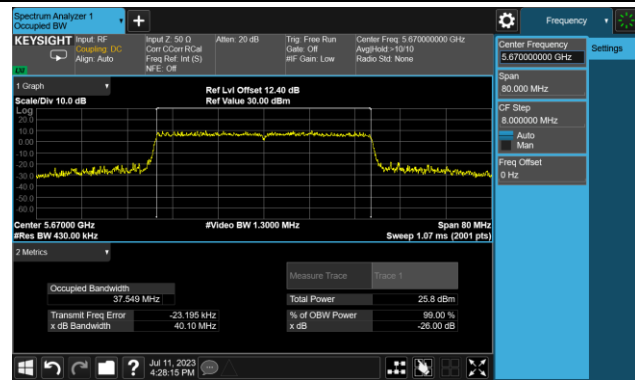 Spectrum Analyzer 1
Occupied BW
Frequency
KEYSIGHT
Input: RF
Coupling: DC
Align: Auto
Input Z: 50 Ω
Corr CCorr RCal
Freq Ref: Int (S)
NFE: Off
Atten: 20 dB
Trig: Free Run
Gate: Off
#IF Gain: Low
Center Freq: 5.670000000 GHz
Avg|Hold:>10/10
Radio Std: None
Center Frequency
5.670000000 GHz
Settings
Span
80.000 MHz
CF Step
8.000000 MHz
Auto
Man
Freq Offset
0 Hz
1 Graph
Scale/Div 10.0 dB
Ref Lvl Offset 12.40 dB
Ref Value 30.00 dBm
Log
20.0
10.0
0.00
-10.0
-20.0
-30.0
-40.0
-50.0
-60.0
Center 5.67000 GHz
#Res BW 430.00 kHz
#Video BW 1.3000 MHz
Span 80 MHz
Sweep 1.07 ms (2001 pts)
2 Metrics
Measure Trace
Trace 1
Occupied Bandwidth
37.549 MHz
Total Power
25.8 dBm
Transmit Freq Error
-23.195 kHz
% of OBW Power
99.00 %
x dB Bandwidth
40.10 MHz
x dB
-26.00 dB
?
Jul 11, 2023
4:28:15 PM